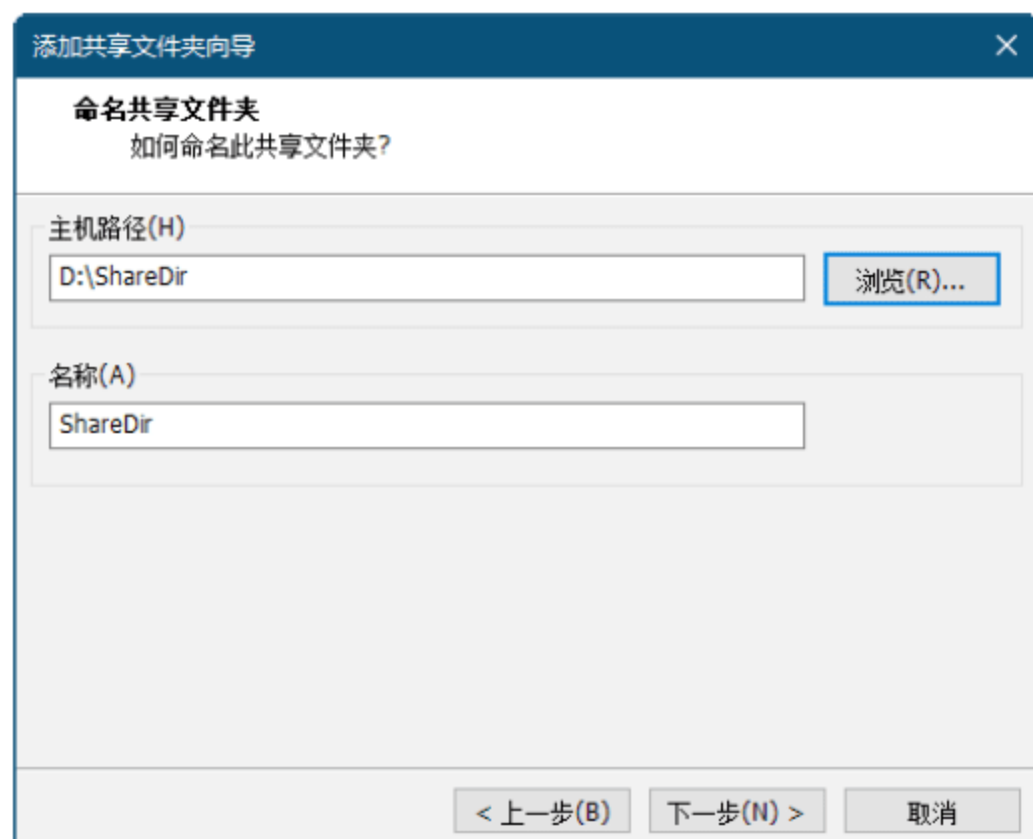 添加共享文件夹向导
命名共享文件夹
如何命名此共享文件夹?
主机路径(H)
D:\ShareDir
浏览(R)...
名称(A)
ShareDir
< 上一步(B)
下一步(N) >
取消